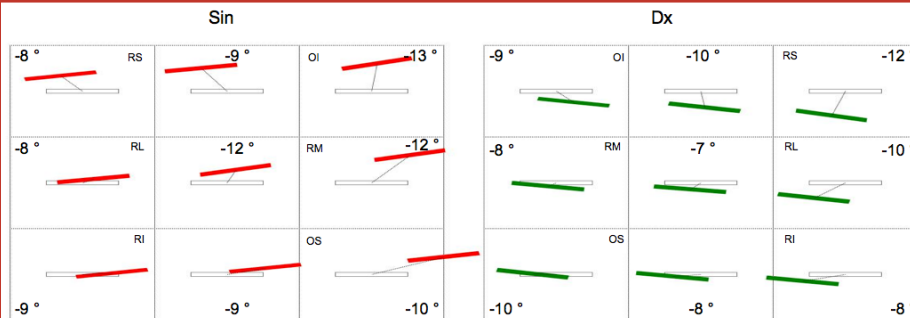 Sin Dx
-8 ° RS -9 ° OI -13 ° -9 ° OI -10 ° RS -12
-8 ° RL -12 ° RM -12 ° -8 ° RM -7 ° RL -10
RI OS OS RI
-9 ° -9 ° -10 ° -10 ° -8 ° -8